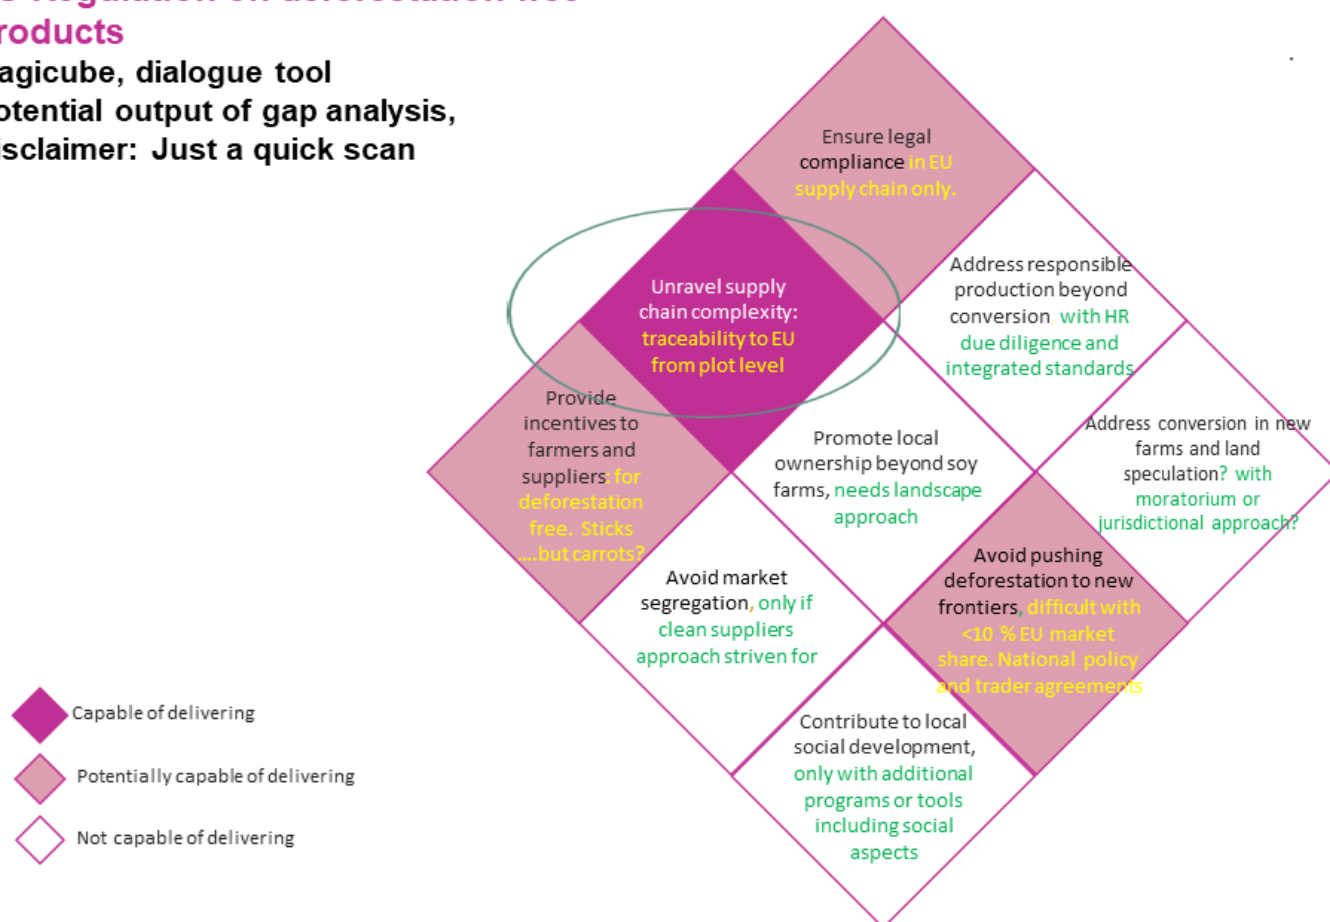 roducts
agicube, dialogue tool
otential output of gap analysis,
isclaimer: Just a quick scan
Ensure legal
compliance in EU
supply chain only.
Unravel supply
chain complexity:
traceability to EU
from plot level
Address responsible
production beyond
conversion with HR
due diligence and
integrated standards
Provide
incentives to
farmers and
suppliers: for
deforestation
free. Sticks
....but carrots?
Promote local
ownership beyond soy
farms, needs landscape
approach
Address conversion in new
farms and land
speculation? with
moratorium or
jurisdictional approach?
Avoid market
segregation, only if
clean suppliers
approach striven for
Avoid pushing
deforestation to new
frontiers, difficult with
<10 % EU market
share. National policy
and trader agreements
Contribute to local
social development,
only with additional
programs or tools
including social
aspects
Capable of delivering
Potentially capable of delivering
Not capable of delivering